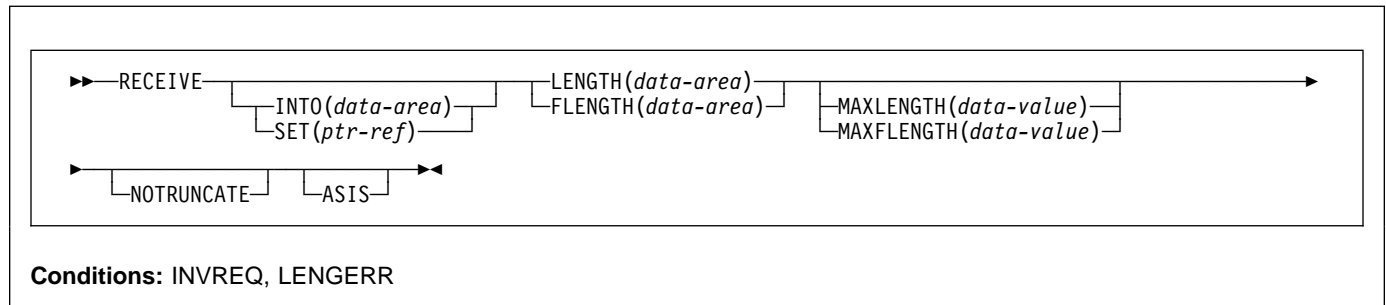 RECEIVE LENGTH(data-area)
INTO(data-area) FLENGTH(data-area) MAXLENGTH(data-value)
SET(ptr-ref) MAXFLENGTH(data-value)
NOTRUNCATE ASIS
Conditions: INVREQ, LENGERR